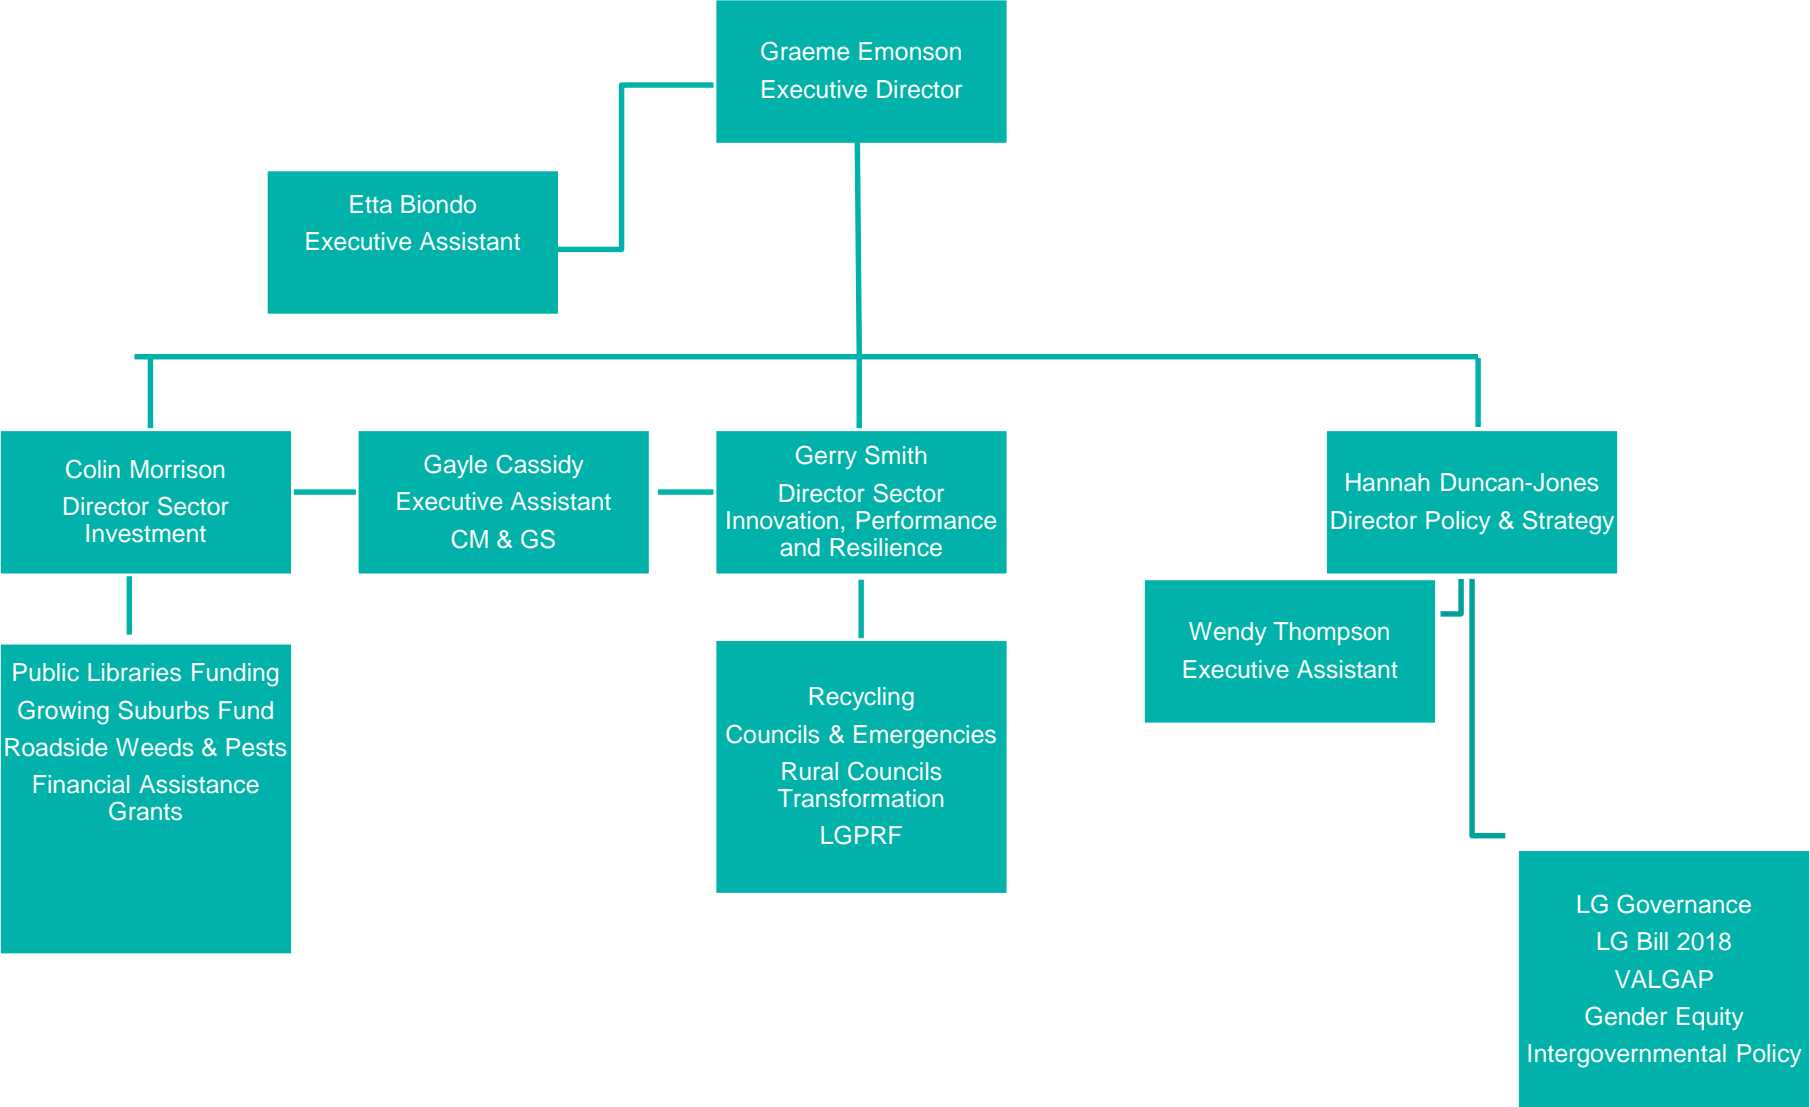 Graeme Emonson
Executive Director
Etta Biondo
Executive Assistant
Colin Morrison
Director Sector
Investment
Gayle Cassidy
Executive Assistant
CM & GS
Gerry Smith
Director Sector
Innovation, Performance
and Resilience
Hannah Duncan-Jones
Director Policy & Strategy
Wendy Thompson
Executive Assistant
Public Libraries Funding
Growing Suburbs Fund
Roadside Weeds & Pests
Financial Assistance
Grants
Recycling
Councils & Emergencies
Rural Councils
Transformation
LGPRF
LG Governance
LG Bill 2018
VALGAP
Gender Equity
Intergovernmental Policy